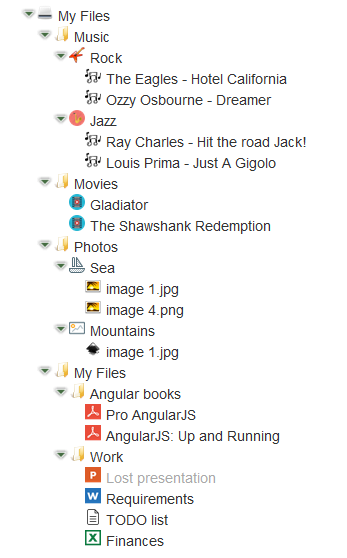 My Files
Music
Rock
The Eagles - Hotel California
Ozzy Osbourne - Dreamer
Jazz
Ray Charles - Hit the road Jack!
Louis Prima - Just A Gigolo
Movies
Gladiator
The Shawshank Redemption
Photos
Sea
image 1.jpg
image 4.png
Mountains
image 1.jpg
My Files
Angular books
Pro AngularJS
AngularJS: Up and Running
Work
P Lost presentation
W Requirements
TODO list
X Finances